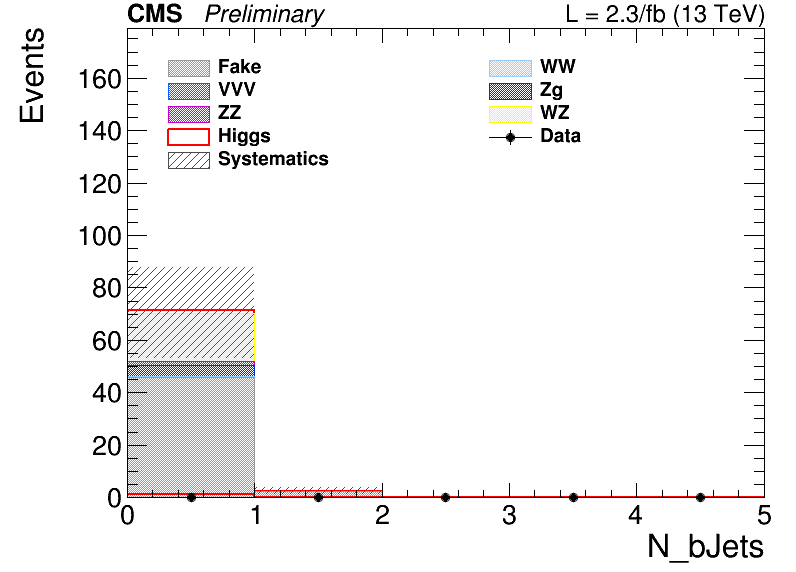 CMS Preliminary L = 2.3/fb (13 TeV)
Events
160
140
120
100
80
60
40
20
0
Fake
VVV
ZZ
Higgs
Systematics
WW
Zg
WZ
Data
0 1 2 3 4 5
N_bJets